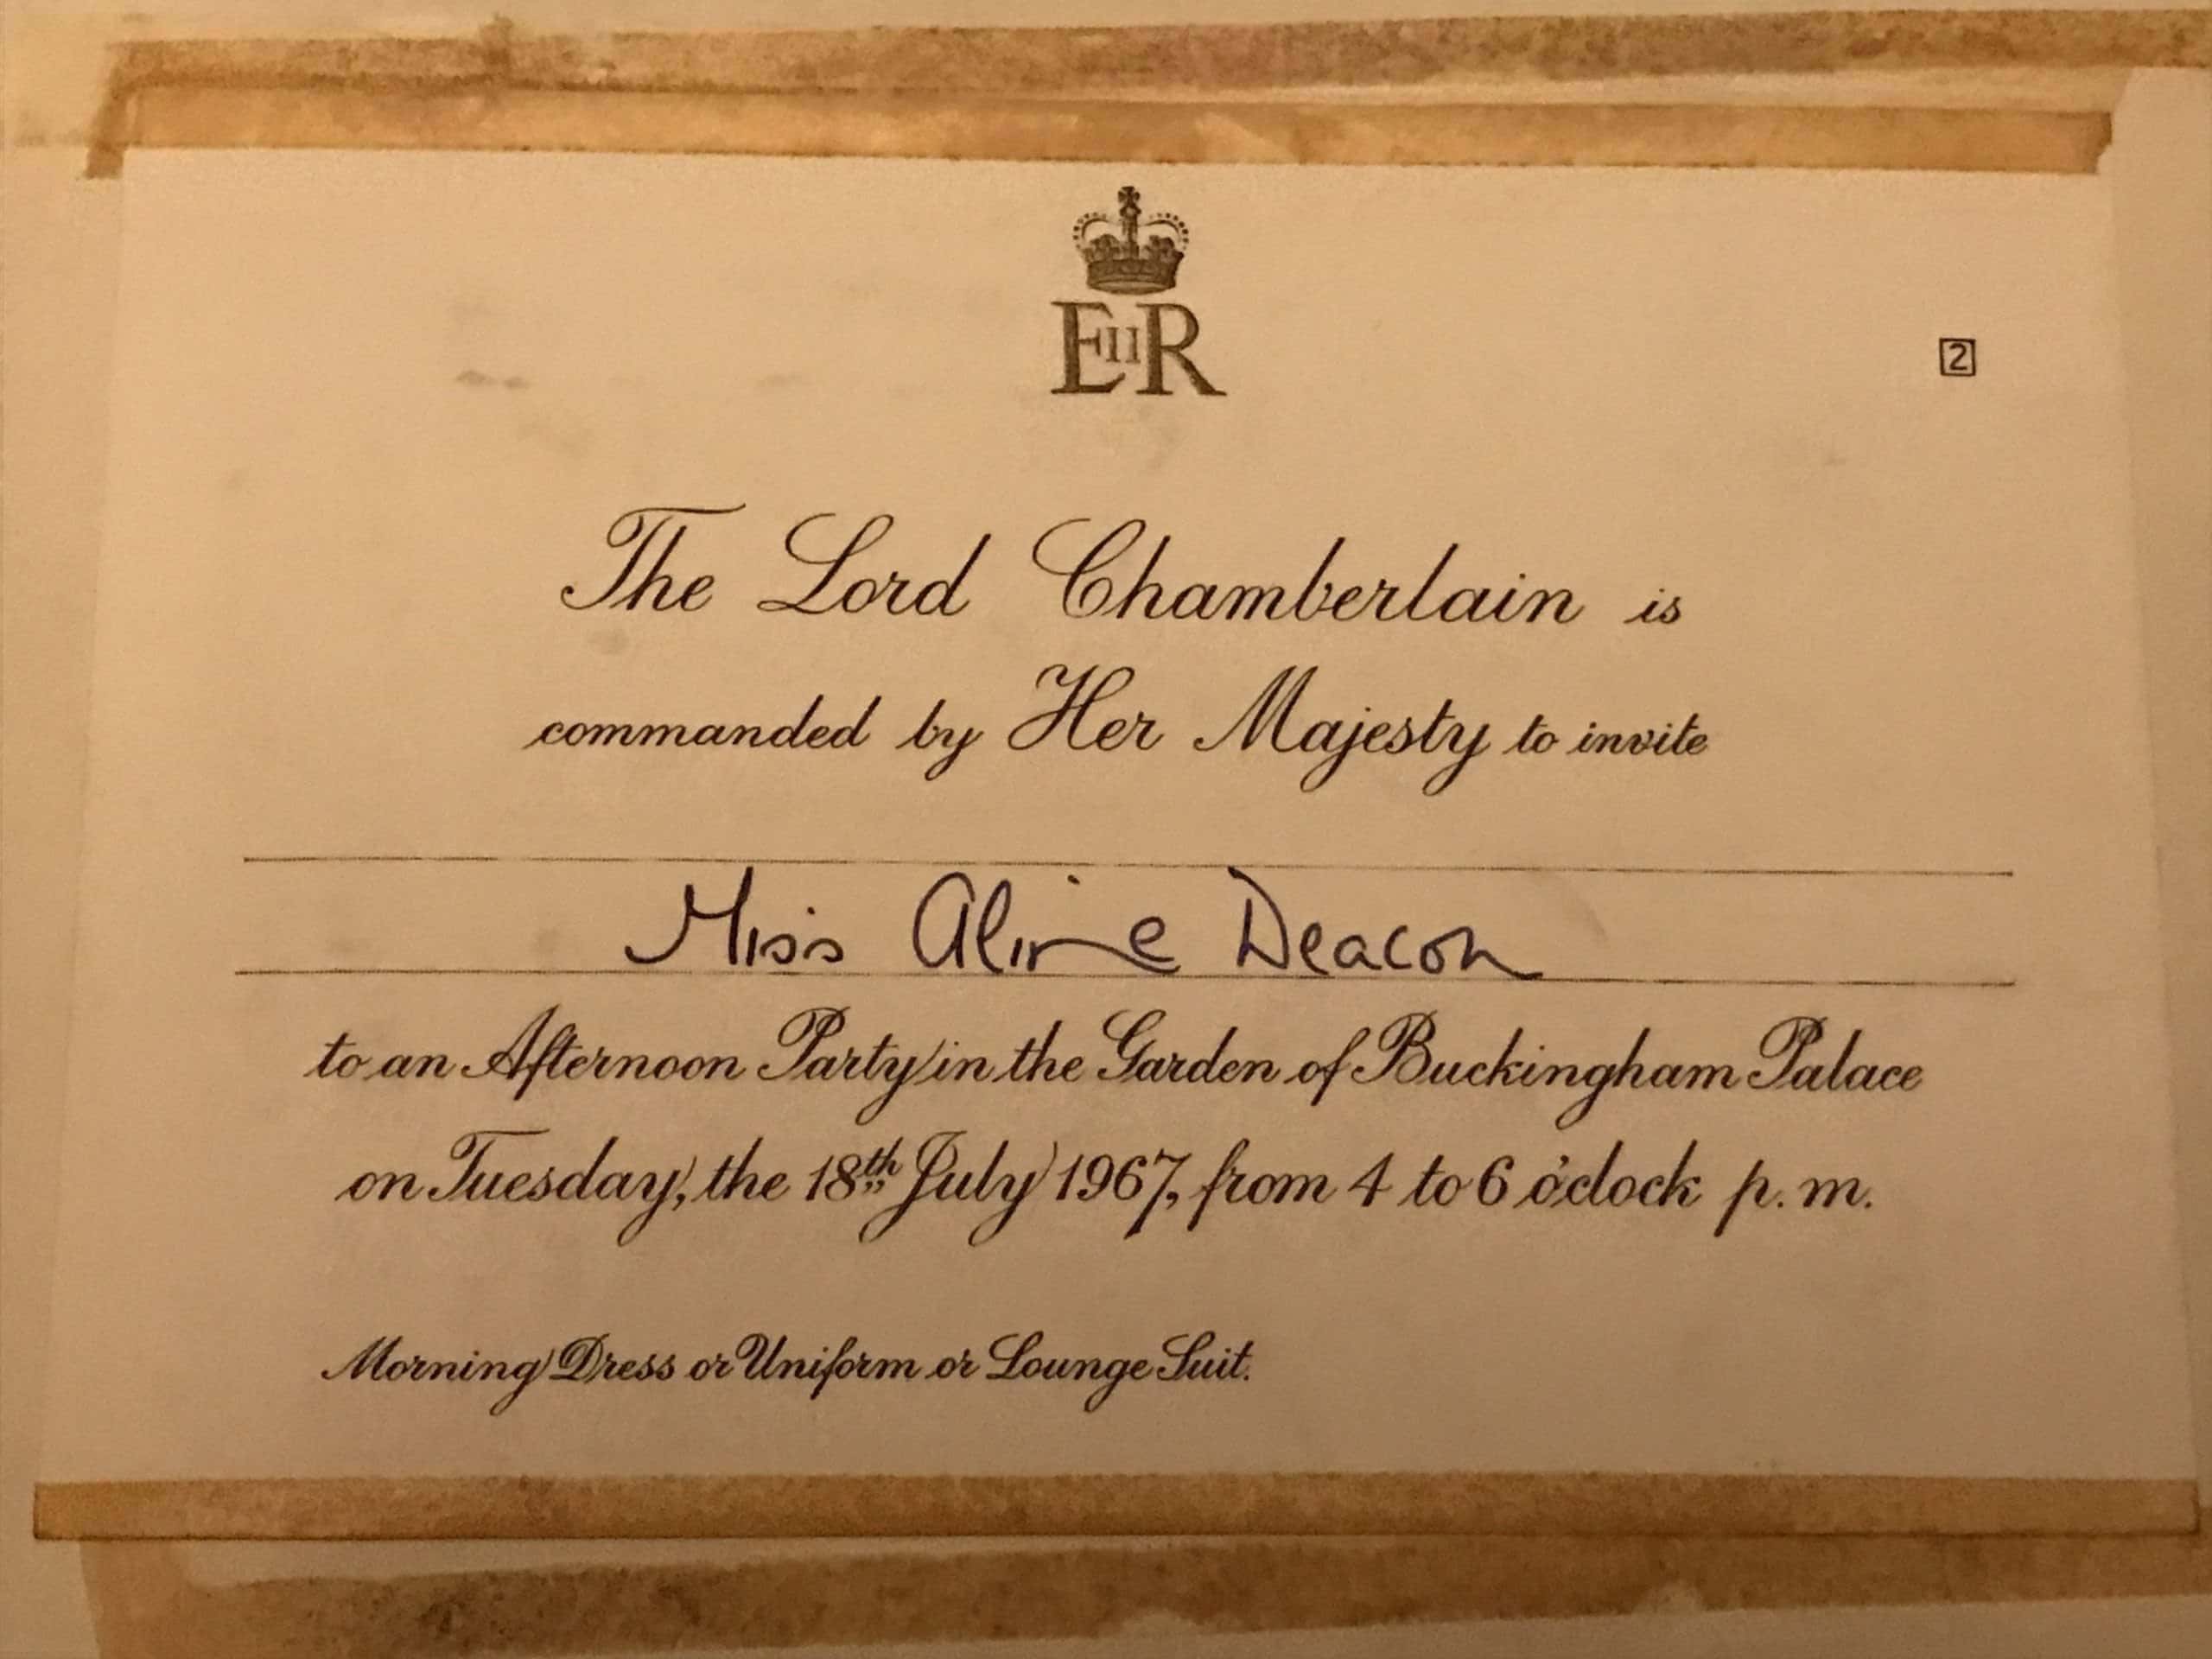 EIIR
2
The Lord Chamberlain is
commanded by Her Majesty to invite
Miss Aline Deacon
to an Afternoon Party in the Garden of Buckingham Palace
on Tuesday, the 18th July 1967, from 4 to 6 o'clock p.m.
Morning Dress or Uniform or Lounge Suit.